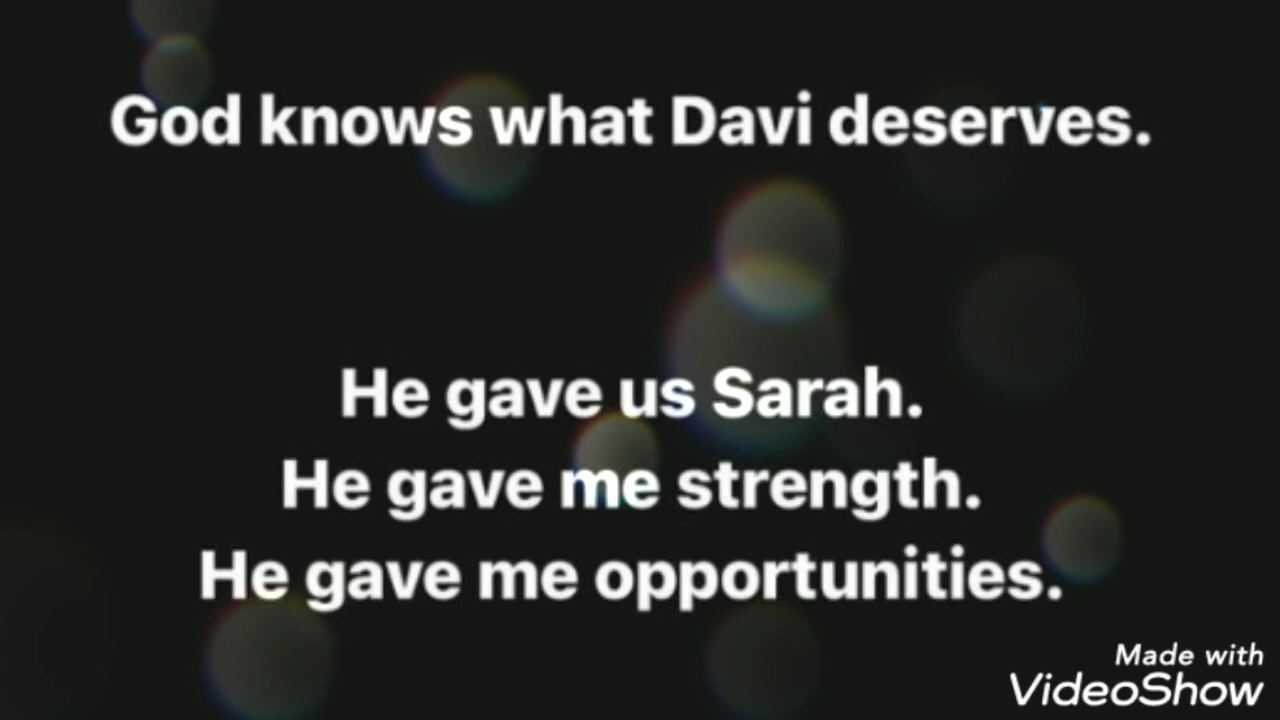 God knows what Davi deserves.
He gave us Sarah.
He gave me strength.
He gave me opportunities.
Made with
VideoShow